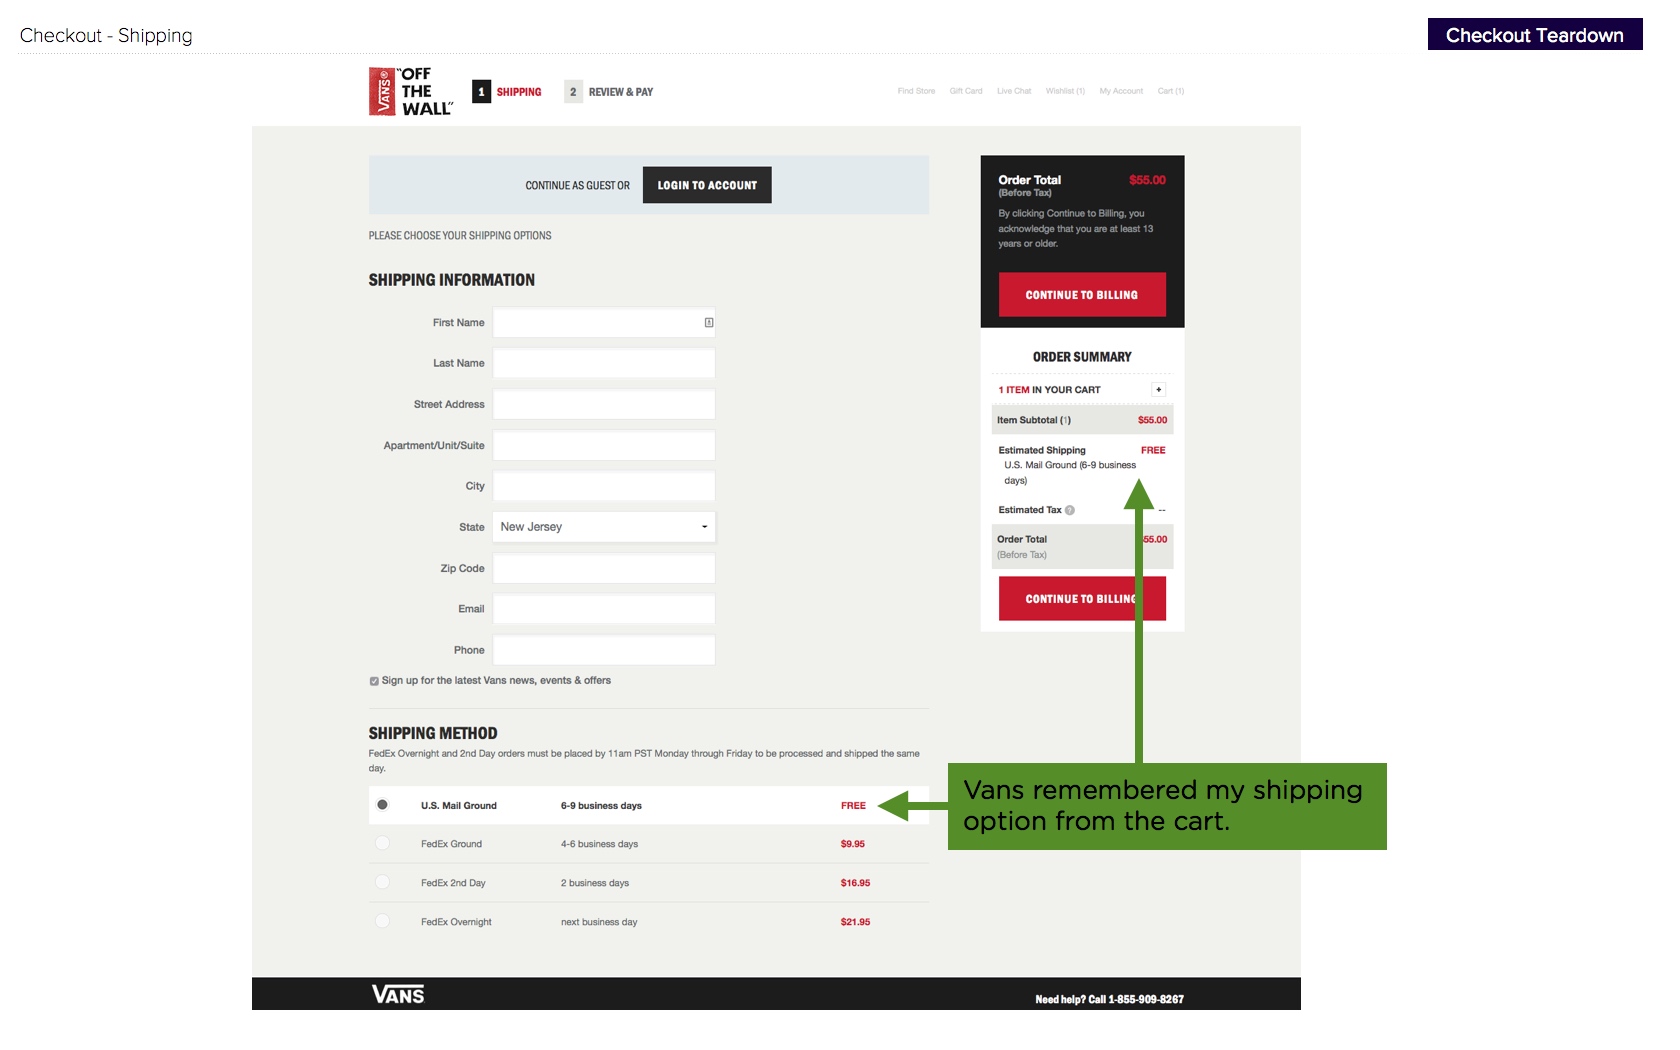 Checkout - Shipping
Checkout Teardown
VANS®
"OFF
THE
WALL"
1 SHIPPING 2 REVIEW & PAY
Find Store Gift Card Live Chat Wishlist (1) My Account Cart (1)
CONTINUE AS GUEST OR LOGIN TO ACCOUNT
PLEASE CHOOSE YOUR SHIPPING OPTIONS
SHIPPING INFORMATION
First Name
Last Name
Street Address
Apartment/Unit/Suite
City
State New Jersey
Zip Code
Email
Phone
Sign up for the latest Vans news, events & offers
SHIPPING METHOD
FedEx Overnight and 2nd Day orders must be placed by 11am PST Monday through Friday to be processed and shipped the same
day.
U.S. Mail Ground 6-9 business days FREE
FedEx Ground 4-6 business days $9.95
FedEx 2nd Day 2 business days $16.95
FedEx Overnight next business day $21.95
Order Total $55.00
(Before Tax)
By clicking Continue to Billing, you
acknowledge that you are at least 13
years or older.
CONTINUE TO BILLING
ORDER SUMMARY
1 ITEM IN YOUR CART +
Item Subtotal (1) $55.00
Estimated Shipping FREE
U.S. Mail Ground (6-9 business
days)
Estimated Tax ? --
Order Total 55.00
(Before Tax)
CONTINUE TO BILLING
Vans remembered my shipping
option from the cart.
VANS
Need help? Call 1-855-909-8267